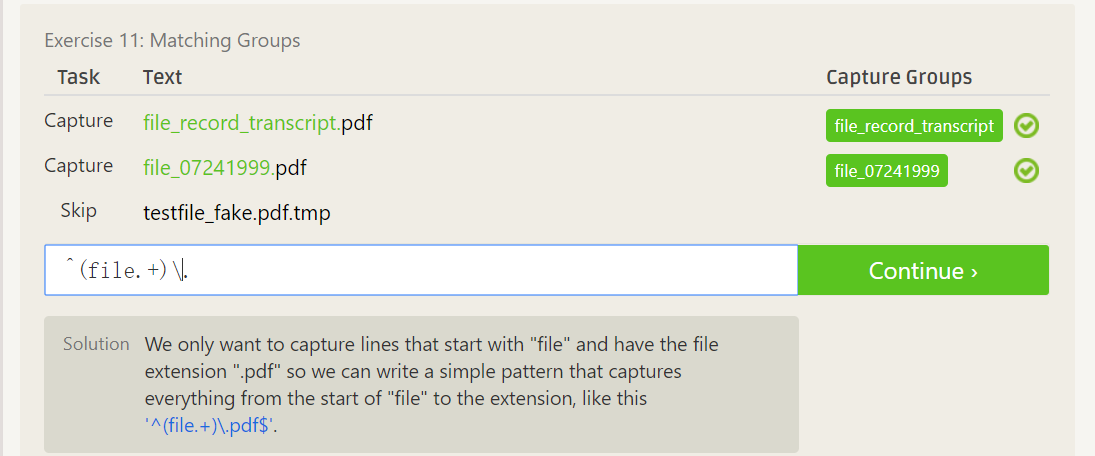 Exercise 11: Matching Groups
Task Text Capture Groups
Capture file_record_transcript.pdf file_record_transcript
Capture file_07241999.pdf file_07241999
Skip testfile_fake.pdf.tmp
^(file.+)\. Continue ›
Solution We only want to capture lines that start with "file" and have the file
extension ".pdf" so we can write a simple pattern that captures
everything from the start of "file" to the extension, like this
'^(file.+)\.pdf$'.